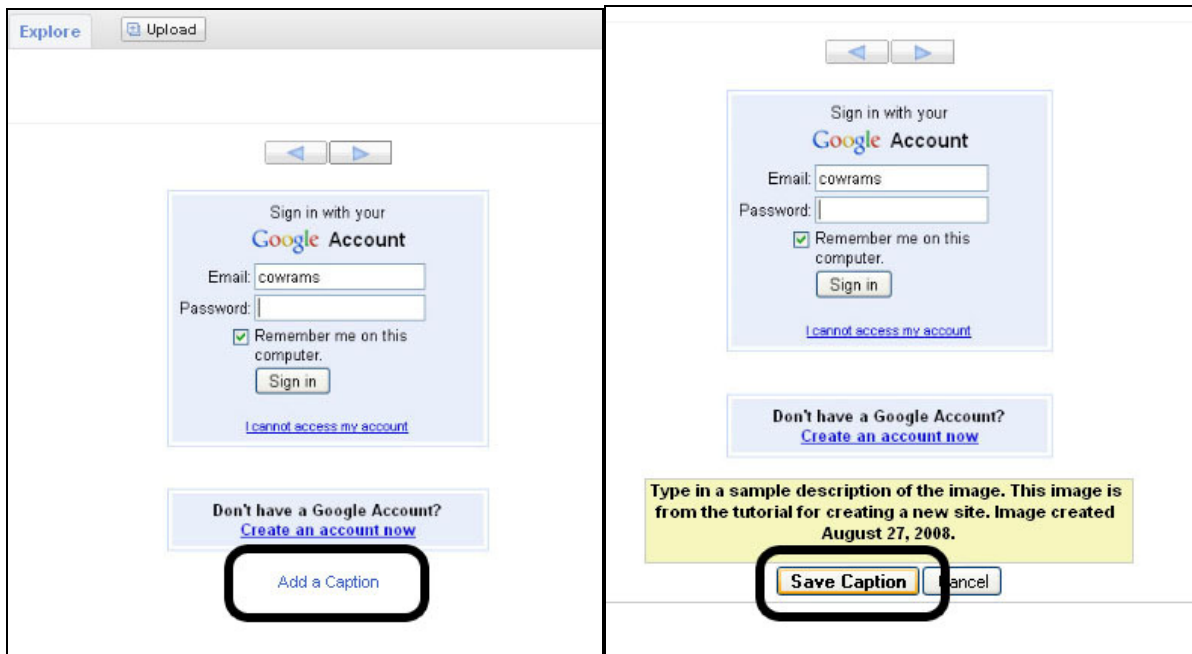 Explore
Upload
Sign in with your
Google Account
Email: cowrams
Password:
Remember me on this
computer.
Sign in
I cannot access my account
Don't have a Google Account?
Create an account now
Add a Caption
Sign in with your
Google Account
Email: cowrams
Password:
Remember me on this
computer.
Sign in
I cannot access my account
Don't have a Google Account?
Create an account now
Type in a sample description of the image. This image is
from the tutorial for creating a new site. Image created
August 27, 2008.
Save Caption Cancel